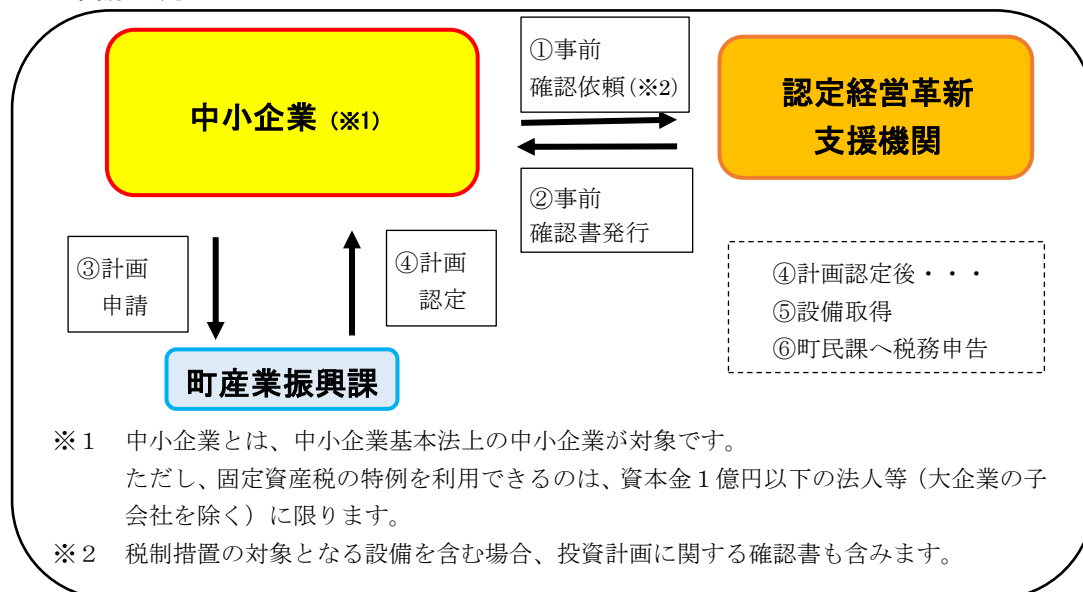 ①事前
確認依頼(※2)
中小企業 (※1)
認定経営革新
支援機関
②事前
確認書発行
③計画
申請
④計画
認定
④計画認定後・・・
⑤設備取得
⑥町民課へ税務申告
町産業振興課
※１ 中小企業とは、中小企業基本法上の中小企業が対象です。
ただし、固定資産税の特例を利用できるのは、資本金１億円以下の法人等（大企業の子
会社を除く）に限ります。
※２ 税制措置の対象となる設備を含む場合、投資計画に関する確認書も含みます。